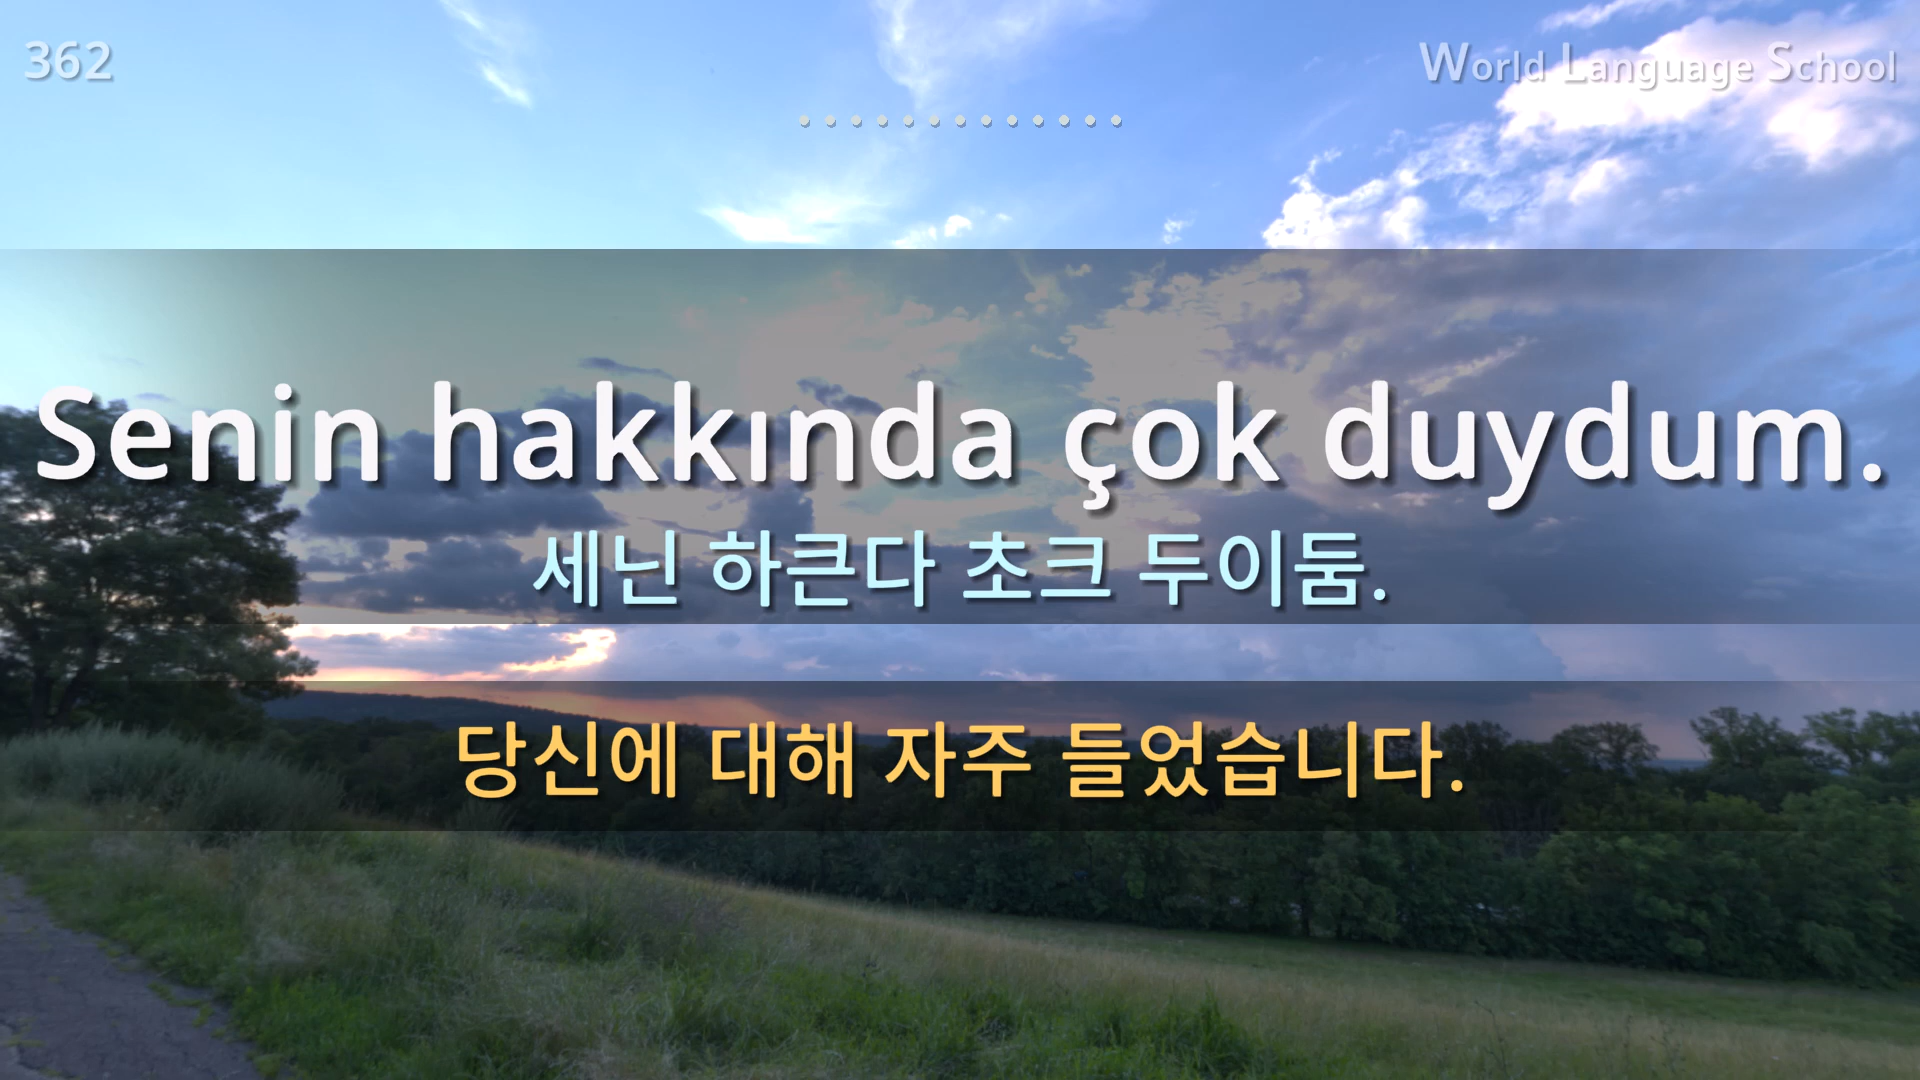 362
World Language School
Senin hakkında çok duydum.
세닌 하큰다 초크 두이둠.
당신에 대해 자주 들었습니다.